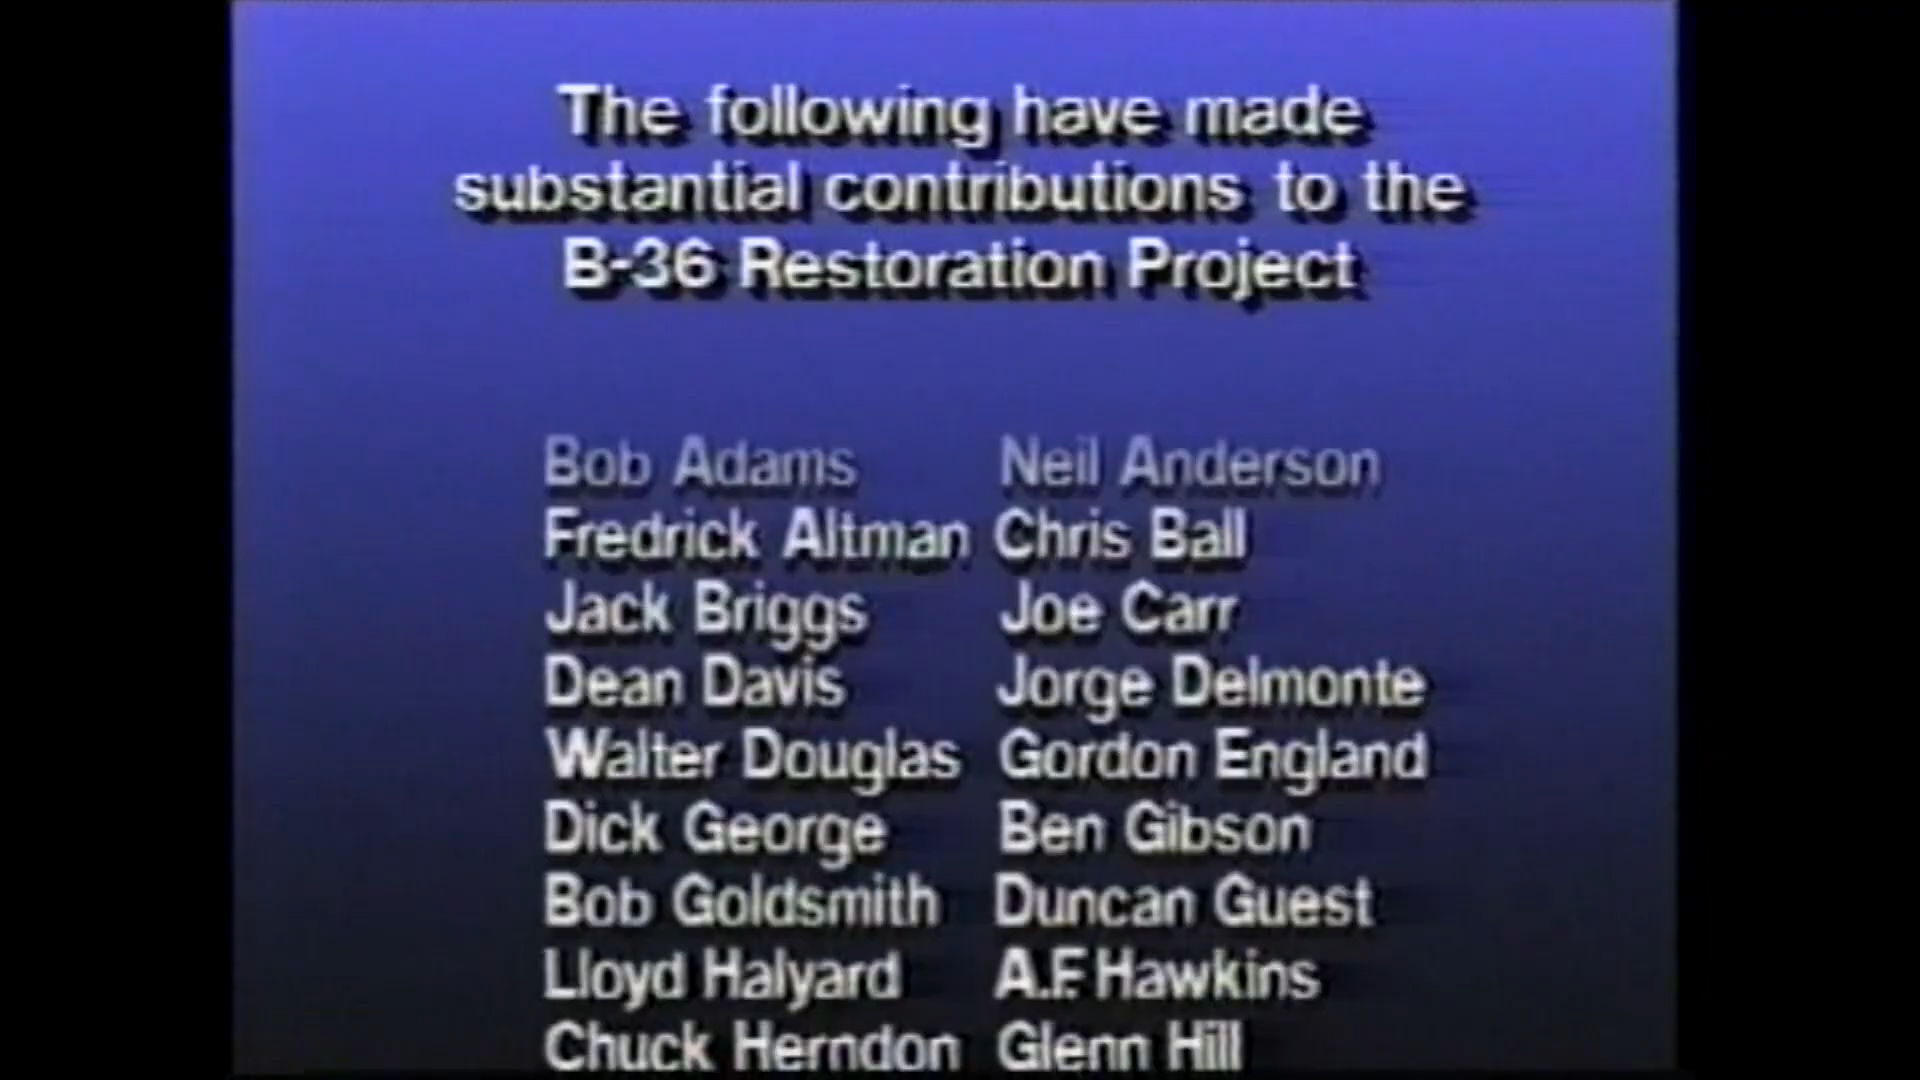 The following have made
substantial contributions to the
B-36 Restoration Project
Bob Adams Neil Anderson
Fredrick Altman Chris Ball
Jack Briggs Joe Carr
Dean Davis Jorge Delmonte
Walter Douglas Gordon England
Dick George Ben Gibson
Bob Goldsmith Duncan Guest
Lloyd Halyard A.F. Hawkins
Chuck Herndon Glenn Hill